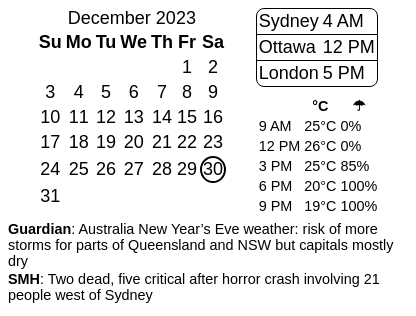 December 2023
Su Mo Tu We Th Fr Sa
1 2
3 4 5 6 7 8 9
10 11 12 13 14 15 16
17 18 19 20 21 22 23
24 25 26 27 28 29 30
31
Sydney 4 AM
Ottawa 12 PM
London 5 PM
°C ☂
9 AM 25°C 0%
12 PM 26°C 0%
3 PM 25°C 85%
6 PM 20°C 100%
9 PM 19°C 100%
Guardian: Australia New Year’s Eve weather: risk of more
storms for parts of Queensland and NSW but capitals mostly
dry
SMH: Two dead, five critical after horror crash involving 21
people west of Sydney